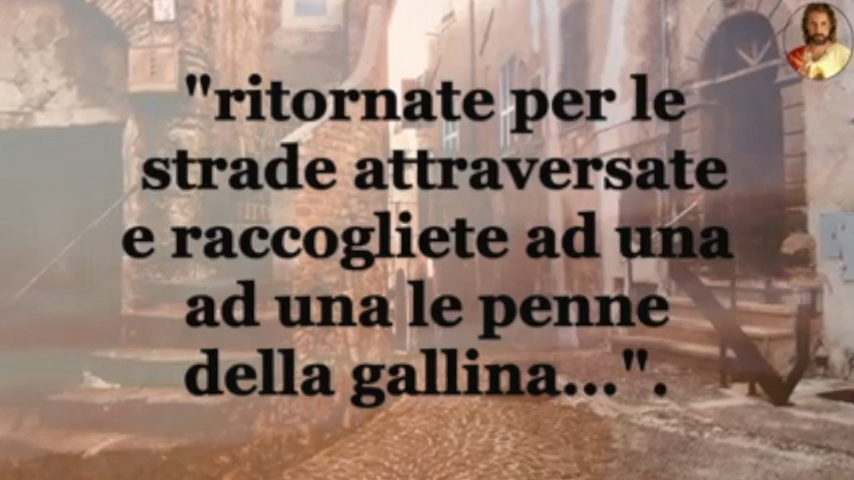 "ritornate per le
strade attraversate
e raccogliete ad una
ad una le penne
della gallina...".